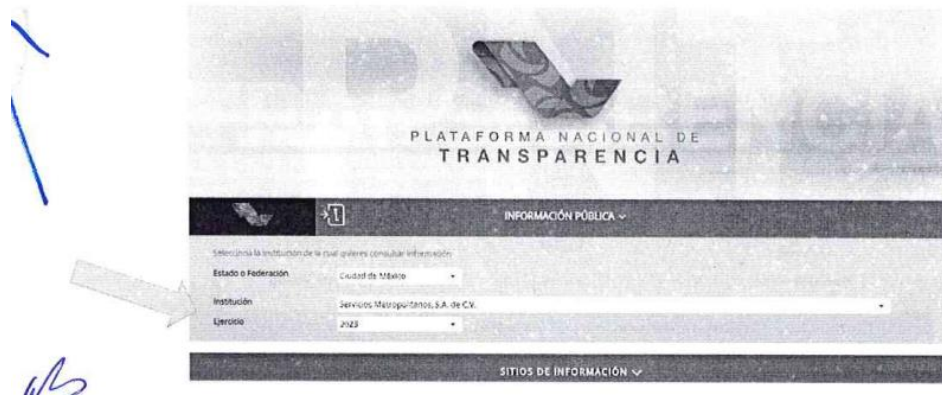 PLATAFORMA NACIONAL DE
TRANSPARENCIA
INFORMACIÓN PÚBLICA
Selecciona la institución de la cual quieres consultar información
Estado o Federación Ciudad de México
Institución Servicios Metropolitanos, S.A. de C.V.
Ejercicio 2023
SITIOS DE INFORMACIÓN